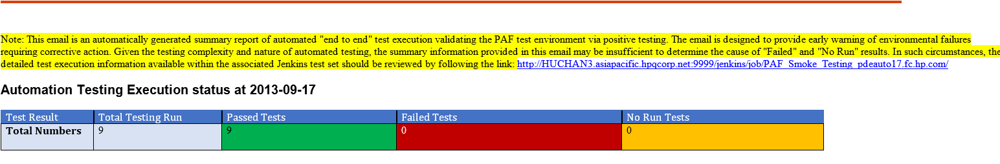 Note: This email is an automatically generated summary report of automated "end to end" test execution validating the PAF test environment via positive testing. The email is designed to provide early warning of environmental failures
requiring corrective action. Given the testing complexity and nature of automated testing, the summary information provided in this email may be insufficient to determine the cause of "Failed" and "No Run" results. In such circumstances, the
detailed test execution information available within the associated Jenkins test set should be reviewed by following the link: http://HUCHAN3.asiapacific.hpqcorp.net:9999/jenkins/job/PAF_Smoke_Testing_pdeauto17.fc.hp.com/
Automation Testing Execution status at 2013-09-17
Test Result Total Testing Run Passed Tests Failed Tests No Run Tests
Total Numbers 9 9 0 0